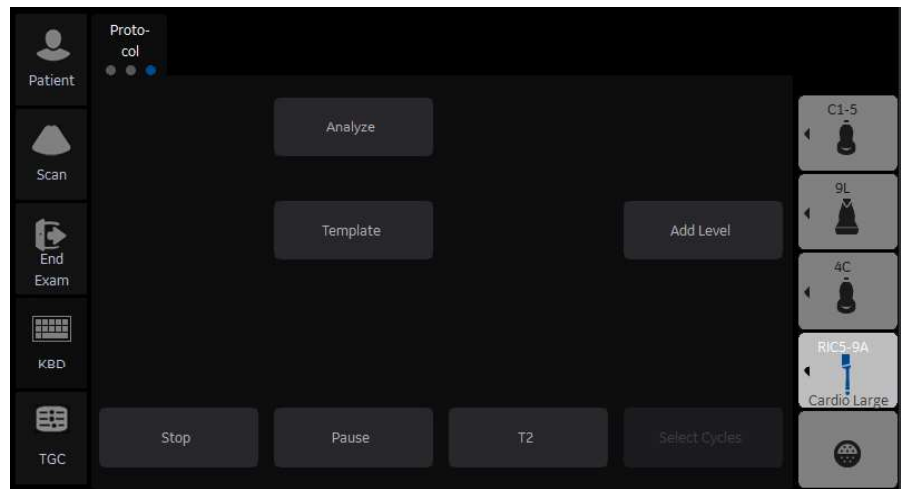 Proto-
col
Patient
Scan
End
Exam
KBD
TGC
Analyze
Template
Add Level
Stop
Pause
T2
Select Cycles
C1-5
9L
4C
RIC5-9A
Cardio Large